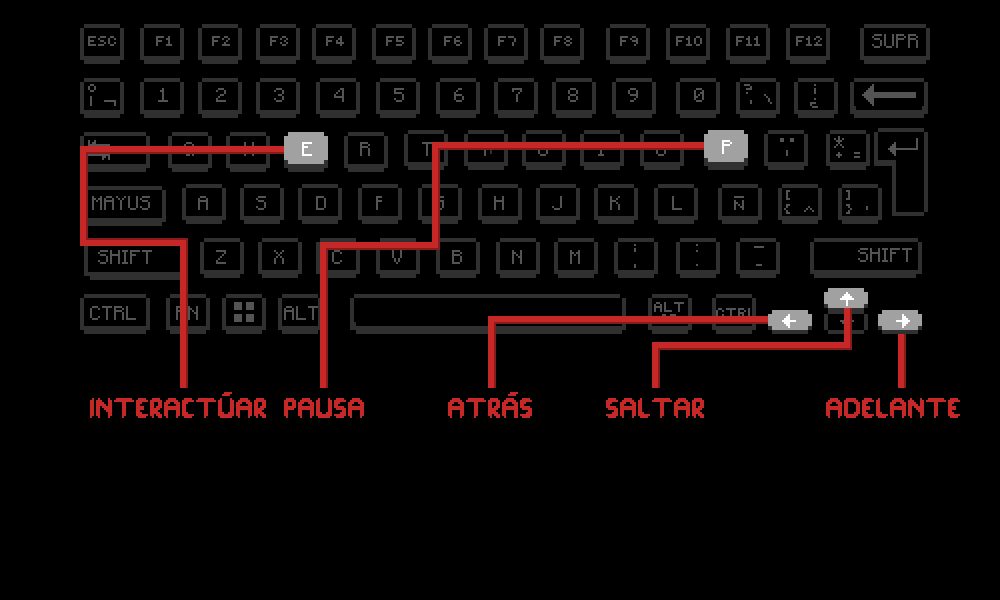 ESC F1 F2 F3 F4 F5 F6 F7 F8 F9 F10 F11 F12 SUPR
1 2 3 4 5 6 7 8 9 0
E R T P
MAYUS A S D F G H J K L Ñ
SHIFT Z X C V B N M SHIFT
CTRL FN ALT ALT CTRL
INTERACTÚAR PAUSA ATRÁS SALTAR ADELANTE